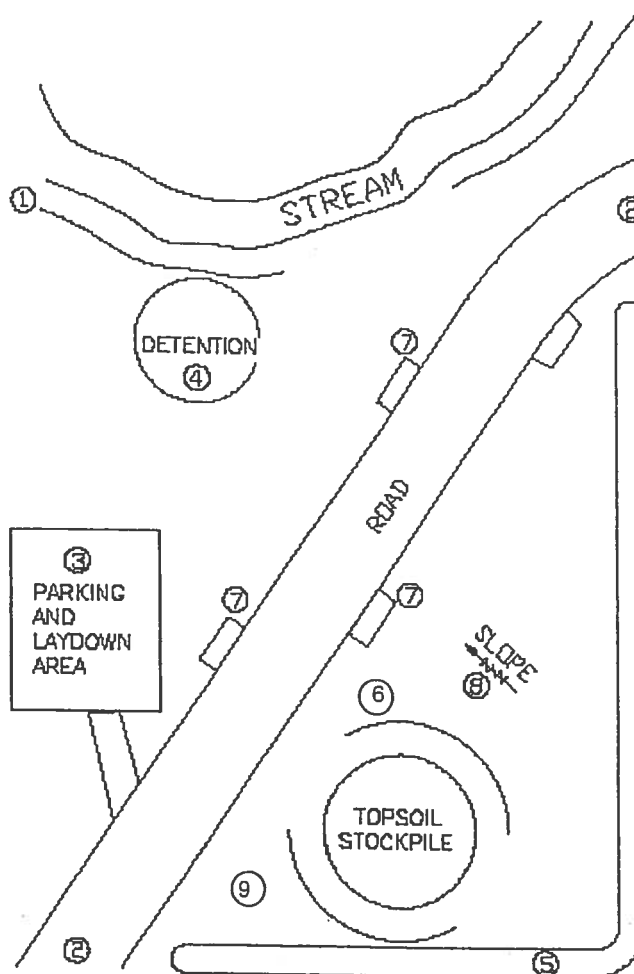 STREAM
①
②
DETENTION
④
⑦
ROAD
③
PARKING
AND
LAYDOWN
AREA
⑦
⑦
SLOPE
⑧
⑥
TOPSOIL
STOCKPILE
⑨
②
⑤